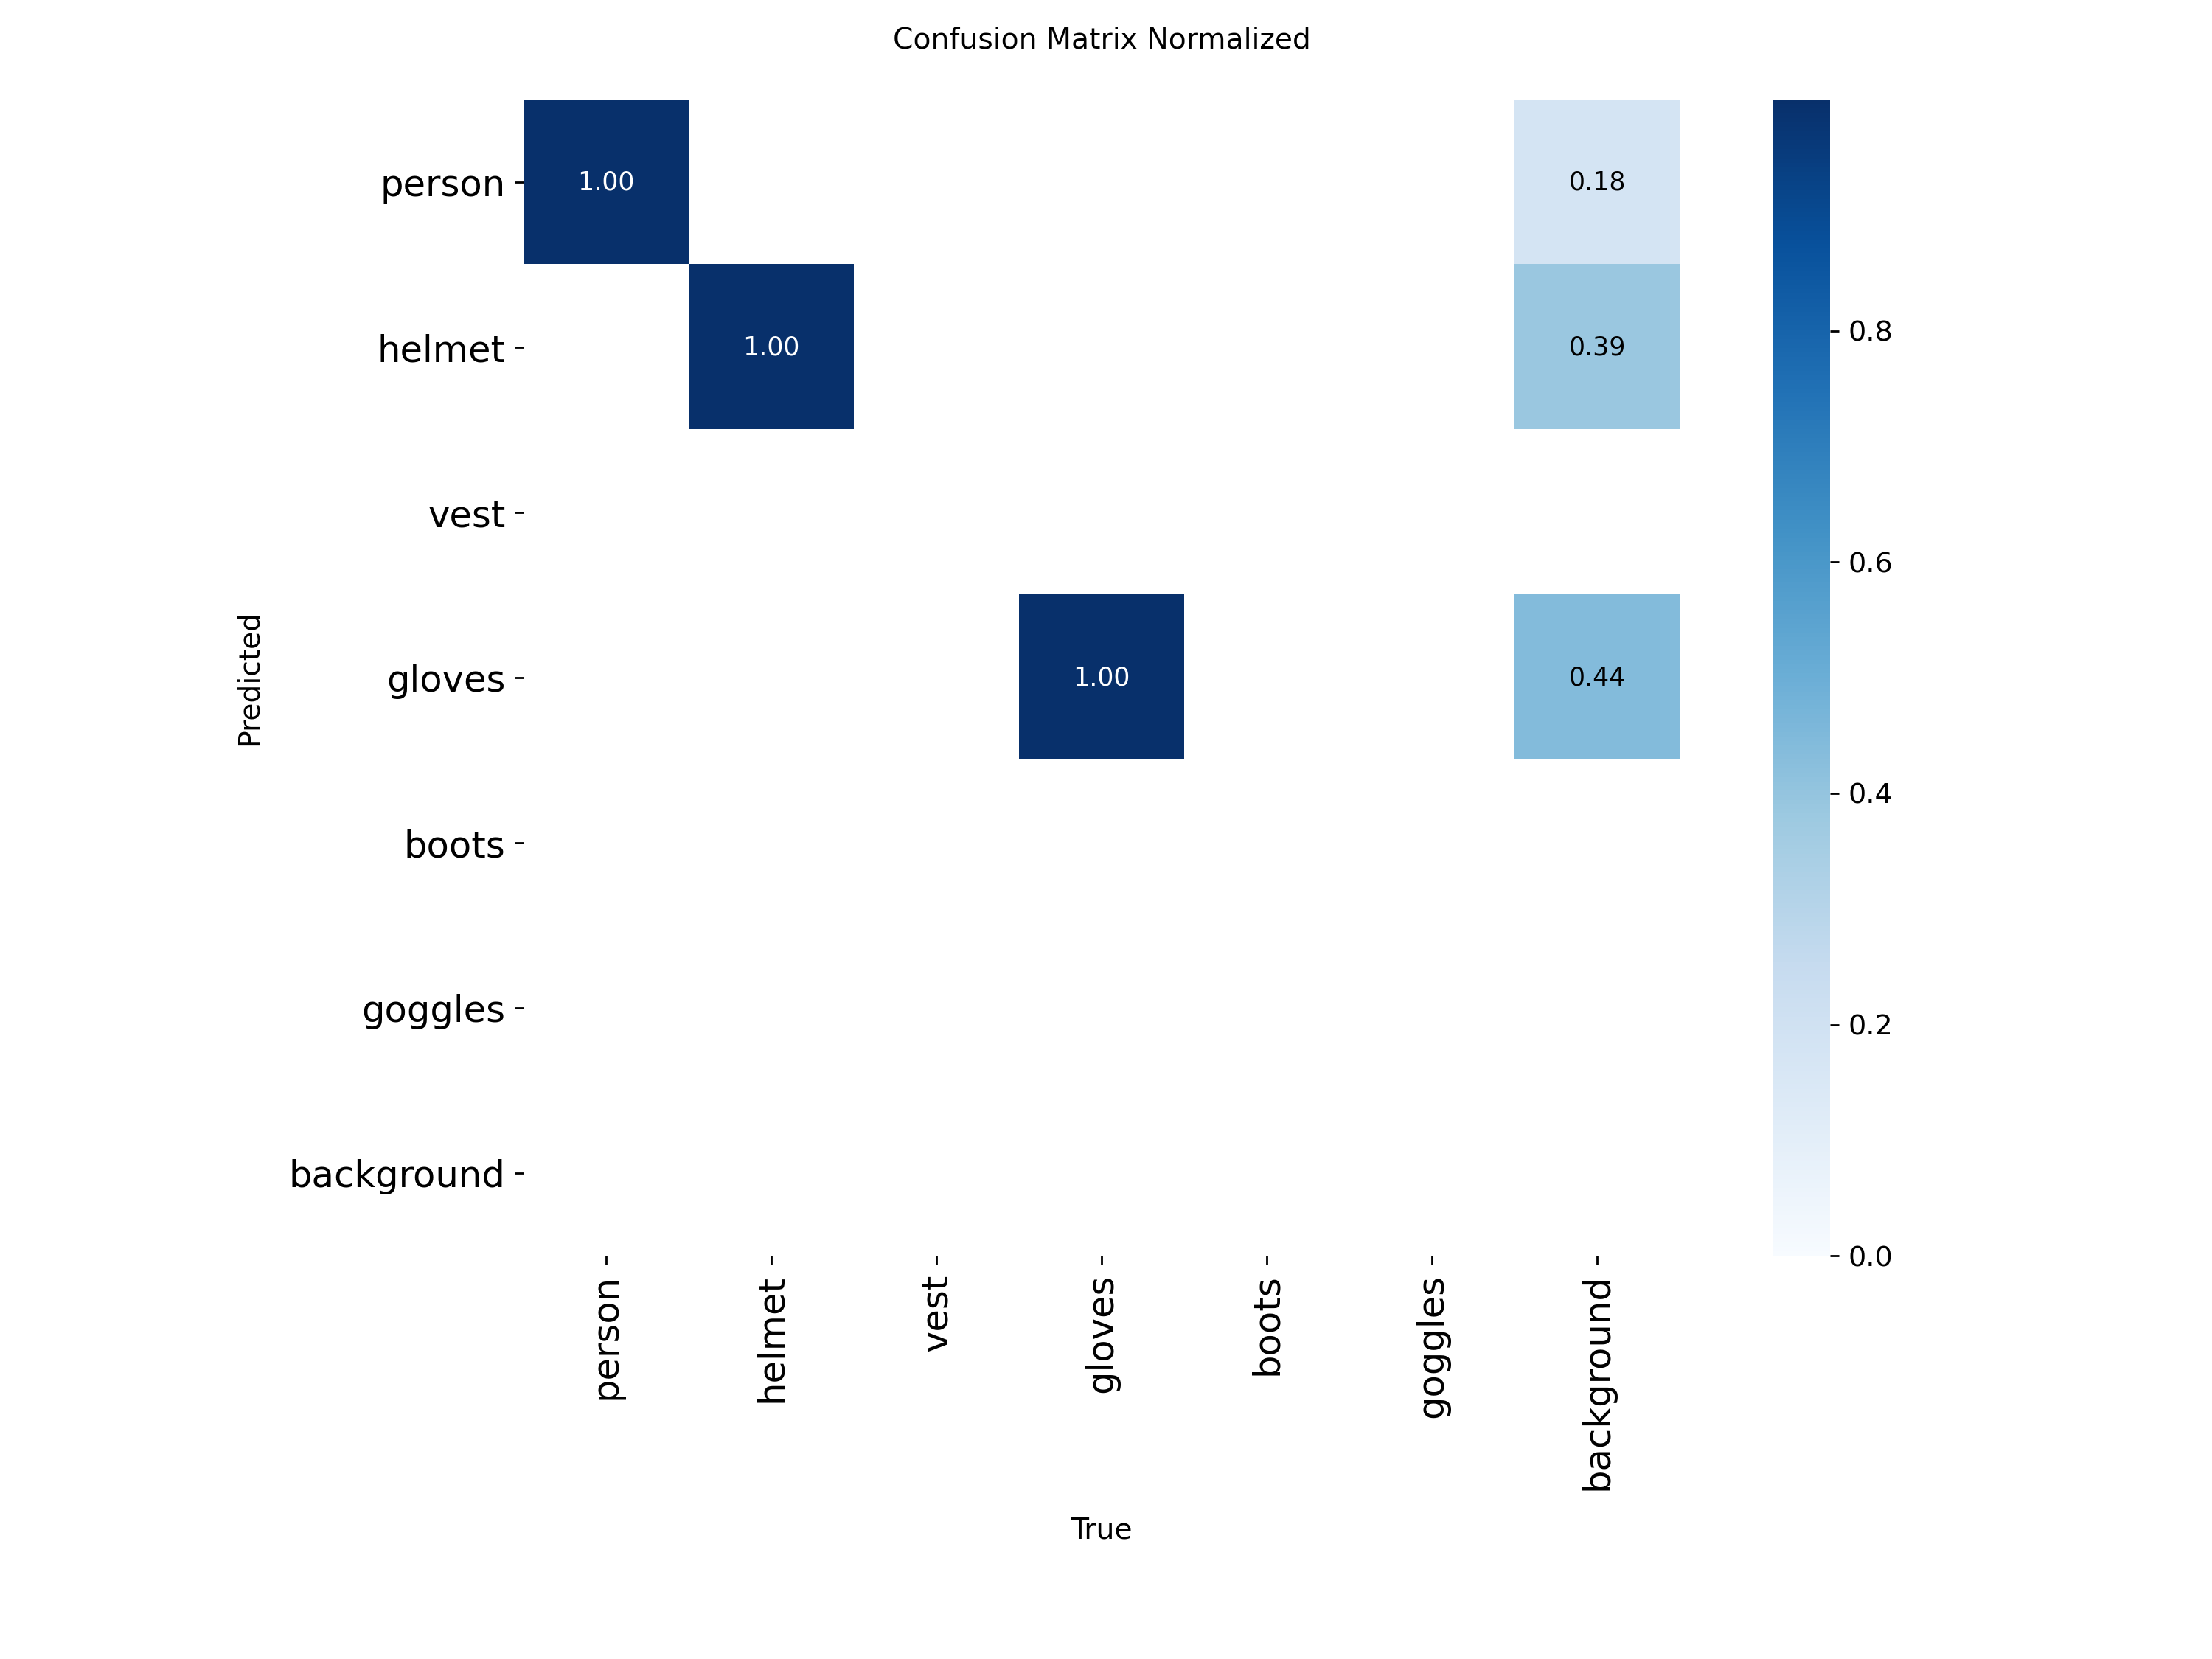 Confusion Matrix Normalized
person
1.00
0.18
helmet
1.00
0.39
vest
gloves
1.00
0.44
boots
goggles
background
Predicted
person
helmet
vest
gloves
boots
goggles
background
True
0.8
0.6
0.4
0.2
0.0